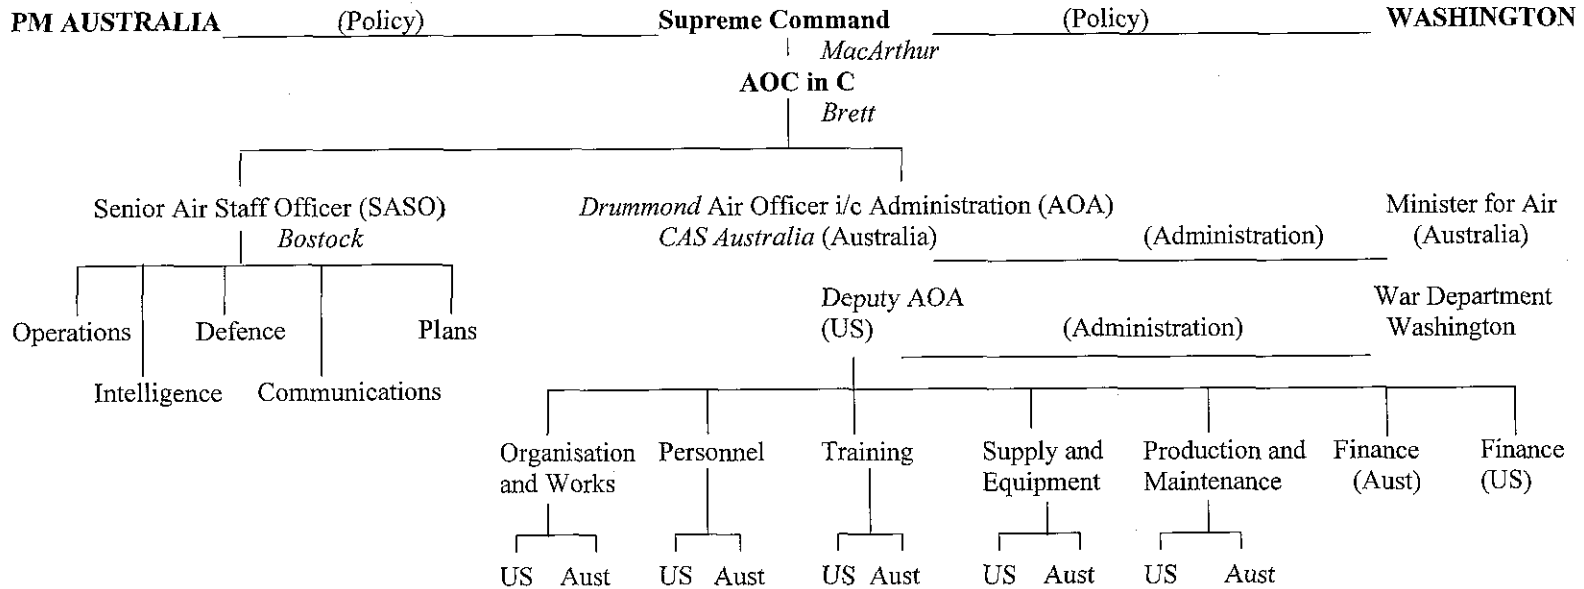 PM AUSTRALIA (Policy) Supreme Command (Policy) WASHINGTON
MacArthur
AOC in C
Brett
Senior Air Staff Officer (SASO) Drummond Air Officer i/c Administration (AOA) Minister for Air
Bostock CAS Australia (Australia) (Administration) (Australia)
Deputy AOA War Department
Operations Defence Plans (US) (Administration) Washington
Intelligence Communications
Organisation Personnel Training Supply and Production and Finance Finance
and Works Equipment Maintenance (Aust) (US)
US Aust US Aust US Aust US Aust US Aust